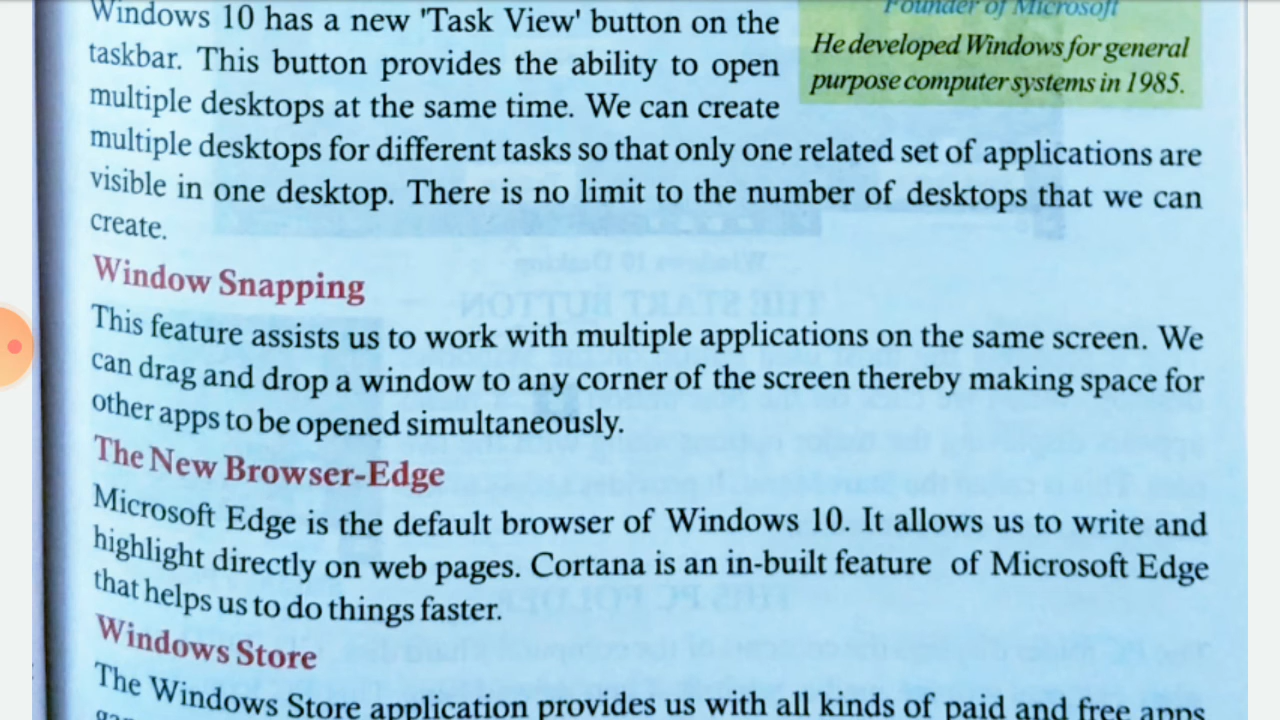 Windows 10 has a new 'Task View' button on the
taskbar. This button provides the ability to open
multiple desktops at the same time. We can create
multiple desktops for different tasks so that only one related set of applications are
visible in one desktop. There is no limit to the number of desktops that we can
create.
Founder of Microsoft
He developed Windows for general
purpose computer systems in 1985.
Window Snapping
This feature assists us to work with multiple applications on the same screen. We
can drag and drop a window to any corner of the screen thereby making space for
other apps to be opened simultaneously.
The New Browser-Edge
Microsoft Edge is the default browser of Windows 10. It allows us to write and
highlight directly on web pages. Cortana is an in-built feature of Microsoft Edge
that helps us to do things faster.
Windows Store
The Windows Store application provides us with all kinds of paid and free apps